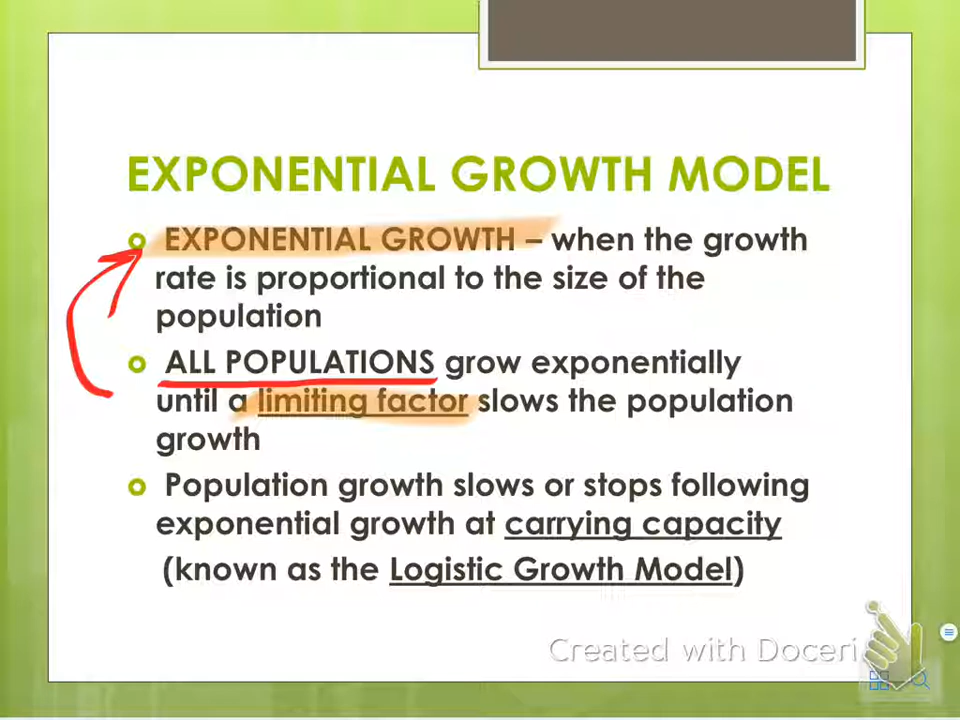 EXPONENTIAL GROWTH MODEL
EXPONENTIAL GROWTH – when the growth
rate is proportional to the size of the
population
ALL POPULATIONS grow exponentially
until a limiting factor slows the population
growth
Population growth slows or stops following
exponential growth at carrying capacity
(known as the Logistic Growth Model)
Created with Doceri